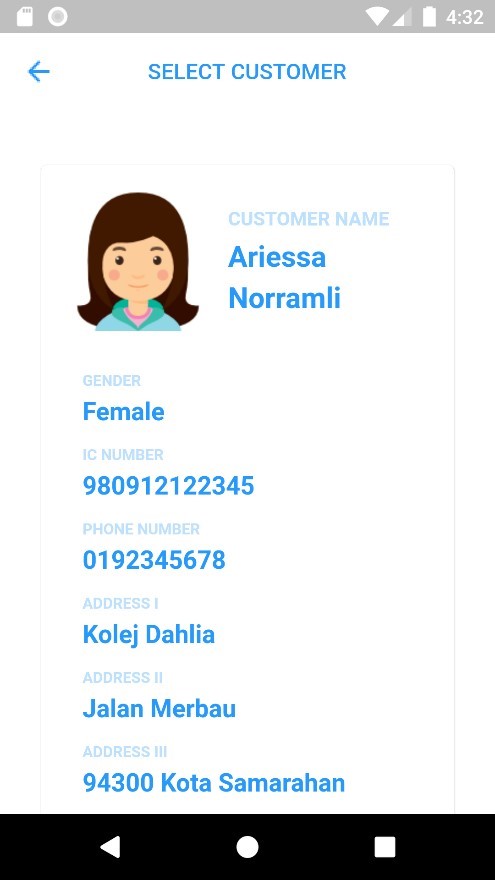 4:32
SELECT CUSTOMER
CUSTOMER NAME
Ariessa
Norramli
GENDER
Female
IC NUMBER
980912122345
PHONE NUMBER
0192345678
ADDRESS I
Kolej Dahlia
ADDRESS II
Jalan Merbau
ADDRESS III
94300 Kota Samarahan